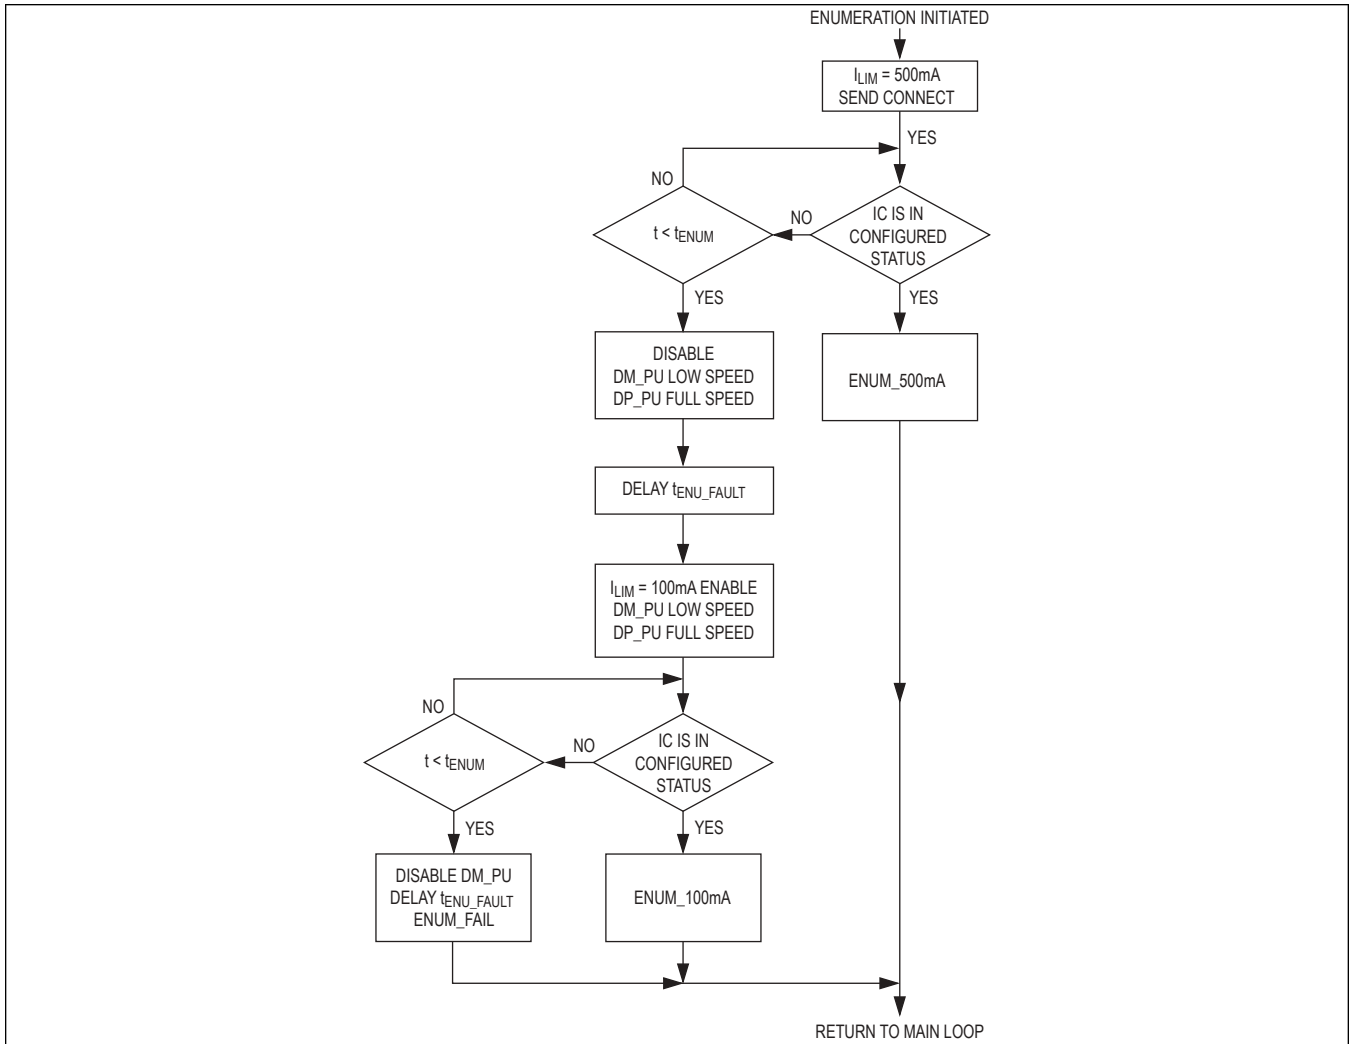 ENUMERATION INITIATED
ILIM = 500mA
SEND CONNECT
YES
NO
t < tENUM
NO
IC IS IN
CONFIGURED
STATUS
YES
YES
DISABLE
DM_PU LOW SPEED
DP_PU FULL SPEED
ENUM_500mA
DELAY tENU_FAULT
ILIM = 100mA ENABLE
DM_PU LOW SPEED
DP_PU FULL SPEED
NO
t < tENUM
NO
IC IS IN
CONFIGURED
STATUS
YES
YES
DISABLE DM_PU
DELAY tENU_FAULT
ENUM_FAIL
ENUM_100mA
RETURN TO MAIN LOOP